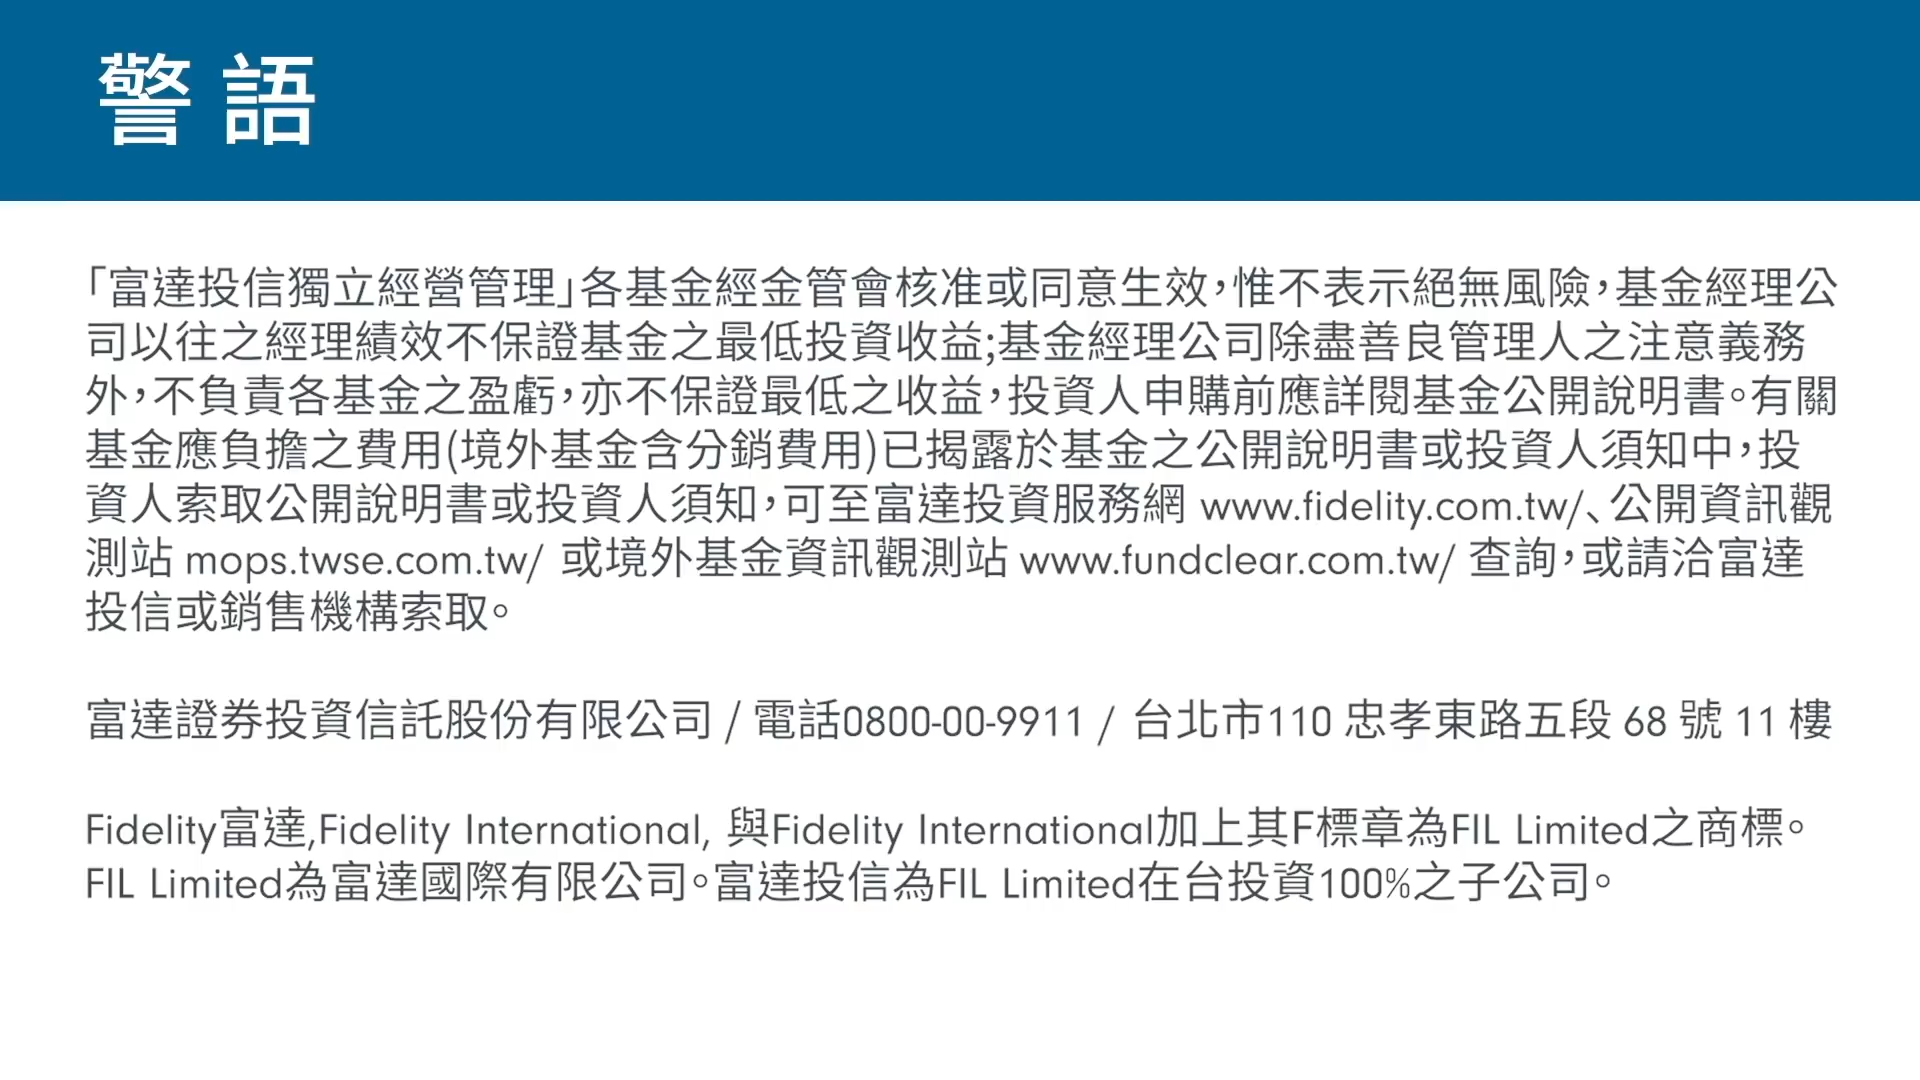 警語
「富達投信獨立經營管理」各基金經金管會核准或同意生效，惟不表示絕無風險，基金經理公
司以往之經理績效不保證基金之最低投資收益;基金經理公司除盡善良管理人之注意義務
外，不負責各基金之盈虧，亦不保證最低之收益，投資人申購前應詳閱基金公開說明書。有關
基金應負擔之費用(境外基金含分銷費用)已揭露於基金之公開說明書或投資人須知中，投
資人索取公開說明書或投資人須知，可至富達投資服務網 www.fidelity.com.tw/、公開資訊觀
測站 mops.twse.com.tw/ 或境外基金資訊觀測站 www.fundclear.com.tw/ 查詢，或請洽富達
投信或銷售機構索取。
富達證券投資信託股份有限公司 / 電話0800-00-9911 / 台北市110 忠孝東路五段 68 號 11 樓
Fidelity富達,Fidelity International, 與Fidelity International加上其F標章為FIL Limited之商標。
FIL Limited為富達國際有限公司。富達投信為FIL Limited在台投資100%之子公司。